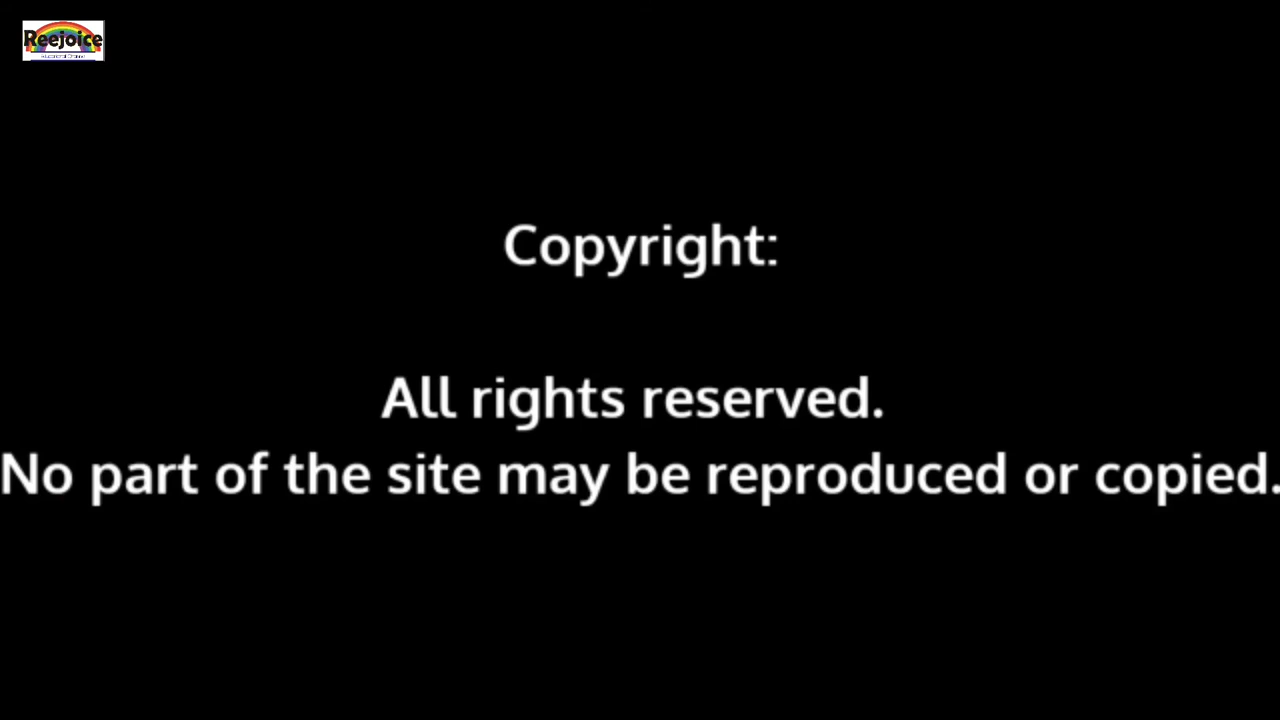 Reejoice
Copyright:
All rights reserved.
No part of the site may be reproduced or copied.